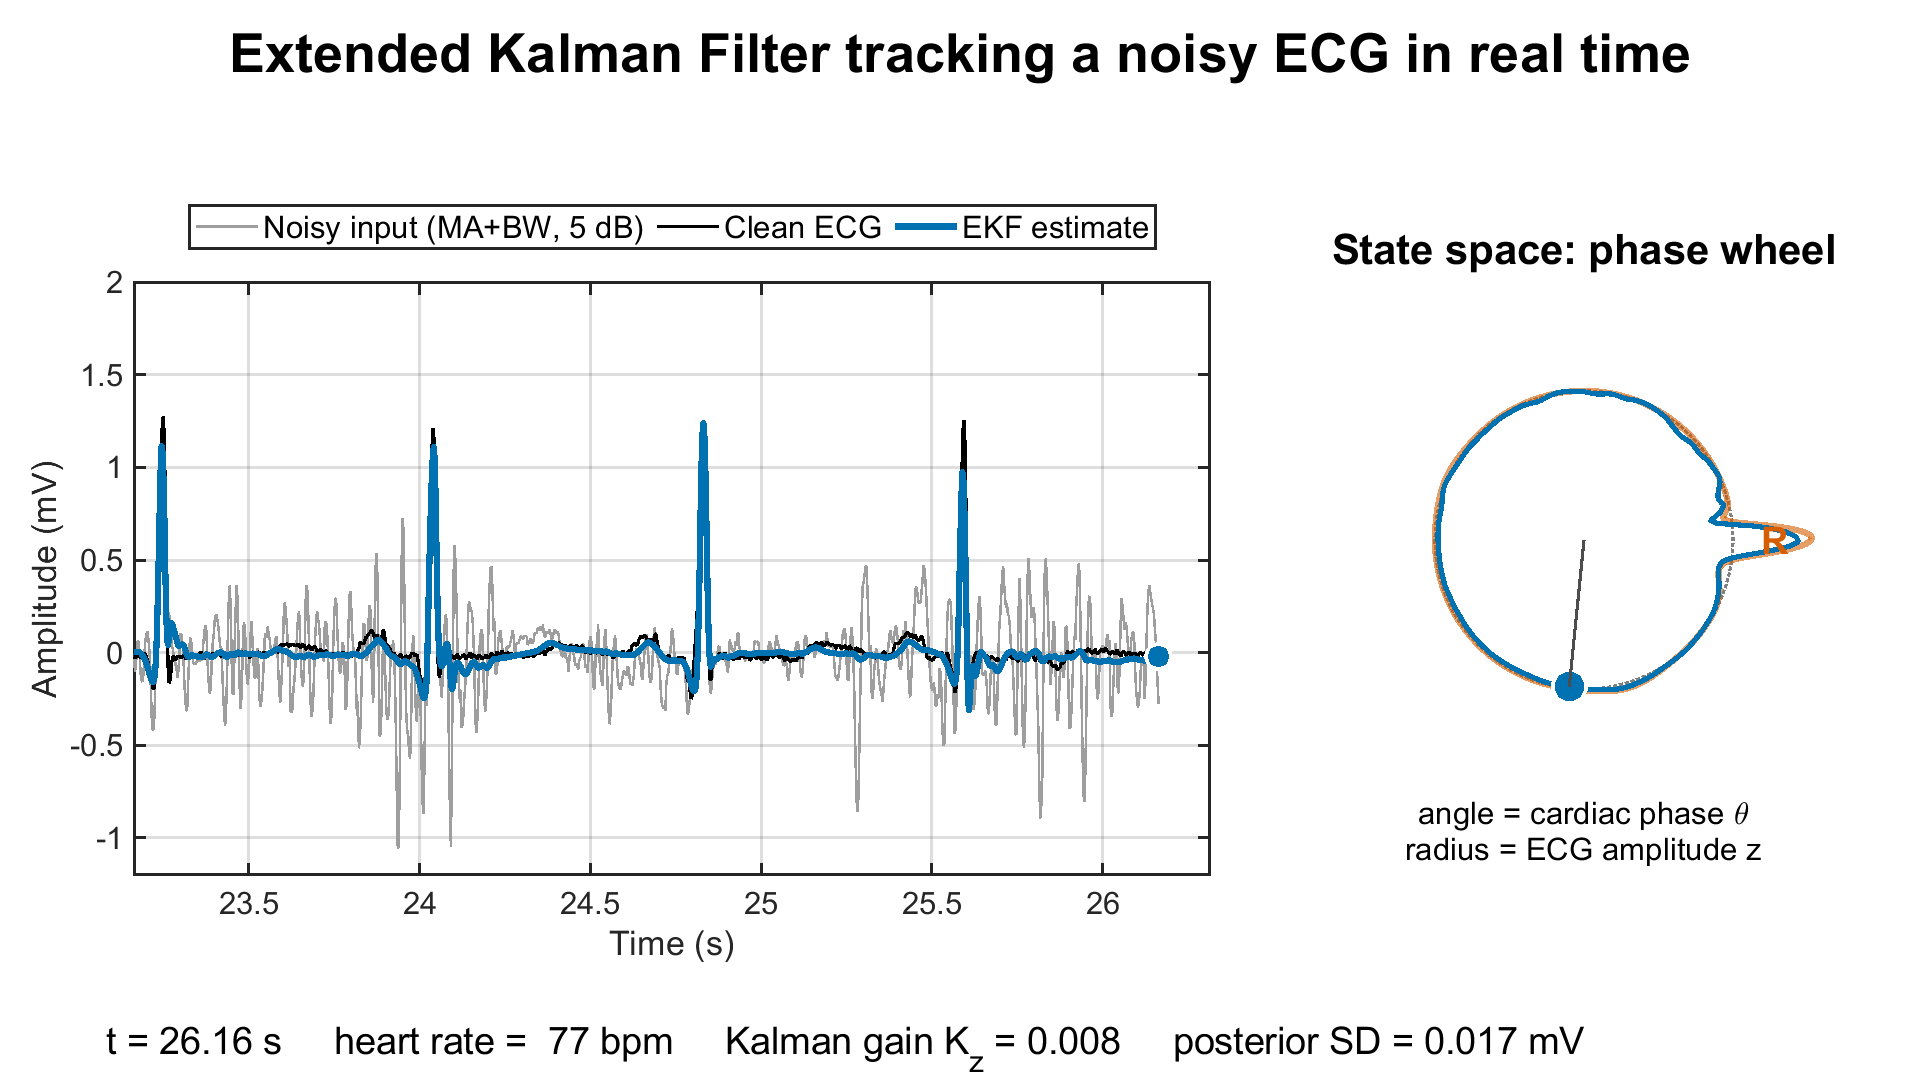 Extended Kalman Filter tracking a noisy ECG in real time
Noisy input (MA+BW, 5 dB) Clean ECG EKF estimate
State space: phase wheel
2
1.5
1
0.5
0
-0.5
-1
Amplitude (mV)
23.5 24 24.5 25 25.5 26
Time (s)
R
angle = cardiac phase θ
radius = ECG amplitude z
t = 26.16 s heart rate = 77 bpm Kalman gain K_z = 0.008 posterior SD = 0.017 mV